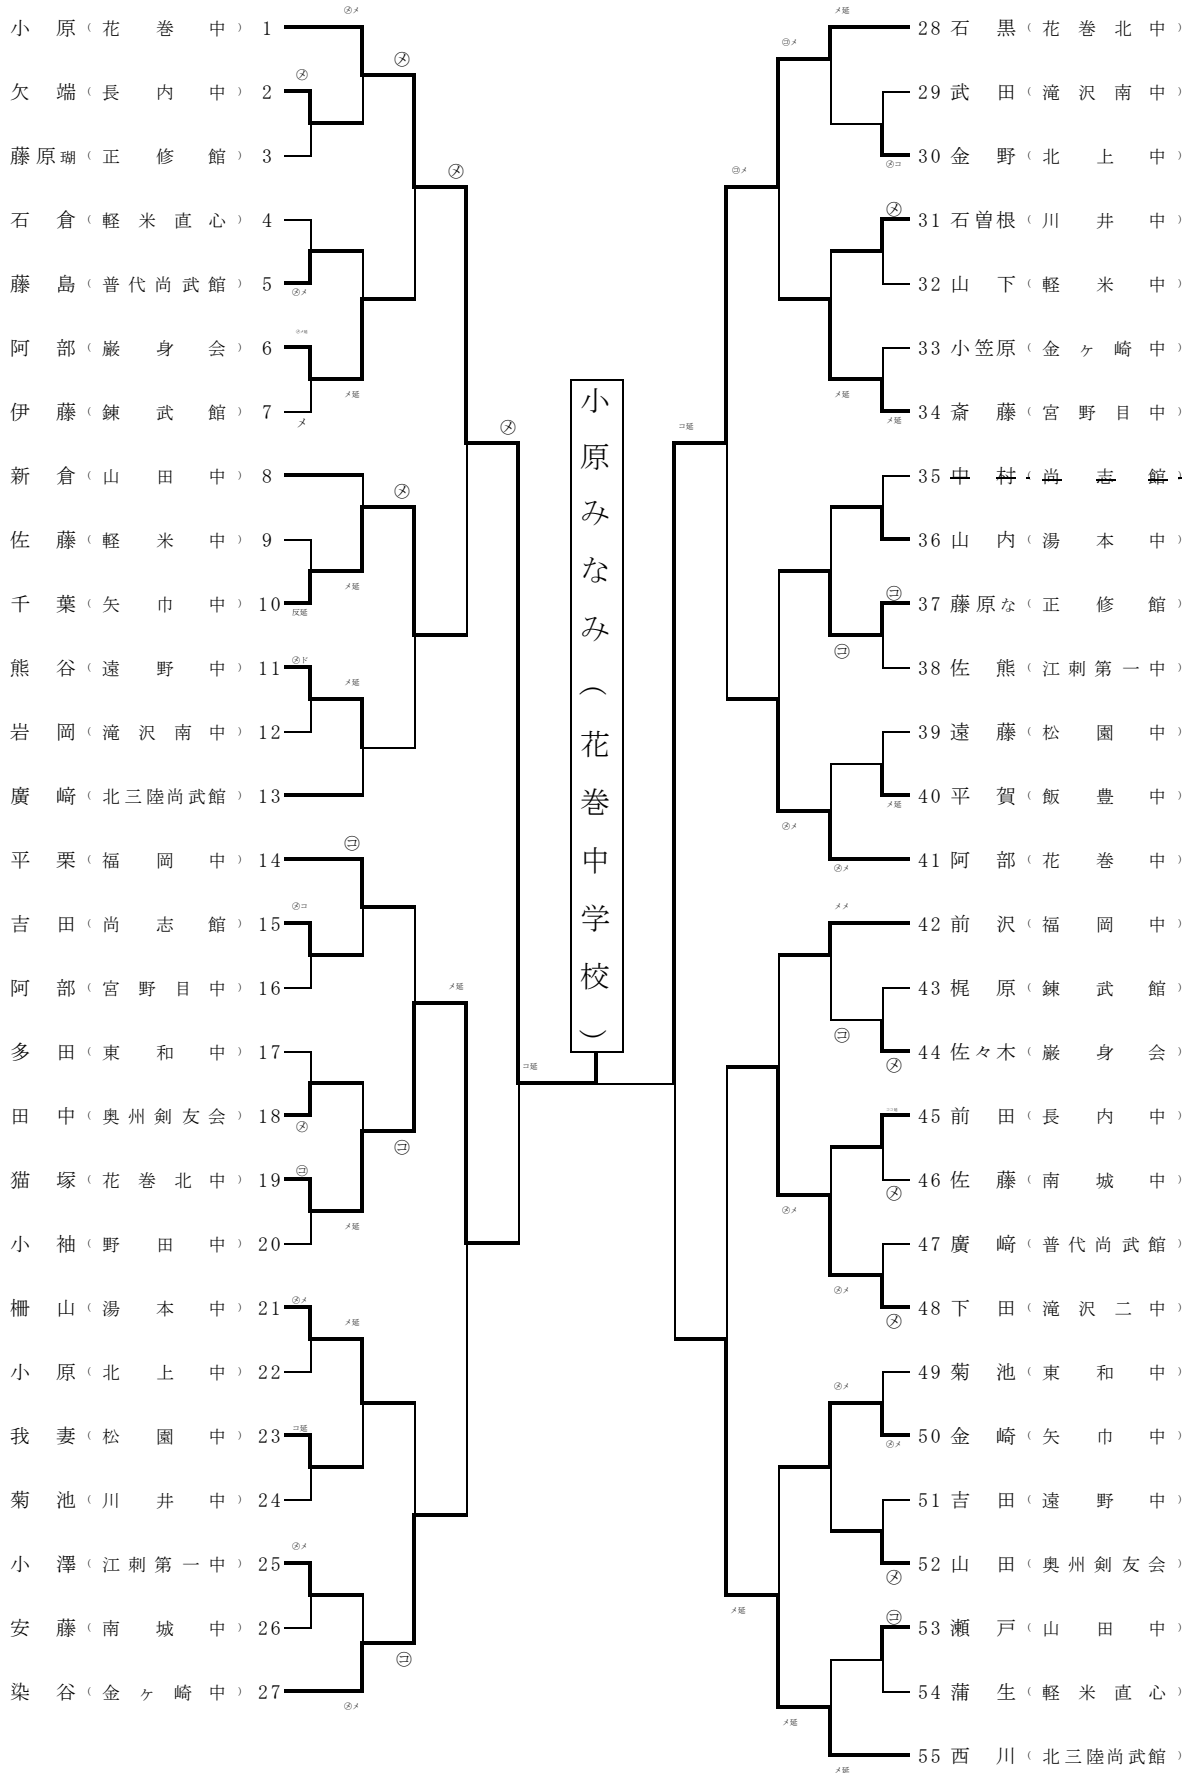 小原（花巻中）1
欠端（長内中）2
藤原瑚（正修館）3
石倉（軽米直心）4
藤島（普代尚武館）5
阿部（巌身会）6
伊藤（錬武館）7
新倉（山田中）8
佐藤（軽米中）9
千葉（矢巾中）10
熊谷（遠野中）11
岩岡（滝沢南中）12
廣﨑（北三陸尚武館）13
平栗（福岡中）14
吉田（尚志館）15
阿部（宮野目中）16
多田（東和中）17
田中（奥州剣友会）18
猫塚（花巻北中）19
小袖（野田中）20
柵山（湯本中）21
小原（北上中）22
我妻（松園中）23
菊池（川井中）24
小澤（江刺第一中）25
安藤（南城中）26
染谷（金ヶ崎中）27
小原みなみ（花巻中学校）
28 石黒（花巻北中）
29 武田（滝沢南中）
30 金野（北上中）
31 石曽根（川井中）
32 山下（軽米中）
33 小笠原（金ヶ崎中）
34 斎藤（宮野目中）
35 中村（尚志館）
36 山内（湯本中）
37 藤原な（正修館）
38 佐熊（江刺第一中）
39 遠藤（松園中）
40 平賀（飯豊中）
41 阿部（花巻中）
42 前沢（福岡中）
43 梶原（錬武館）
44 佐々木（巌身会）
45 前田（長内中）
46 佐藤（南城中）
47 廣﨑（普代尚武館）
48 下田（滝沢二中）
49 菊池（東和中）
50 金崎（矢巾中）
51 吉田（遠野中）
52 山田（奥州剣友会）
53 瀬戸（山田中）
54 蒲生（軽米直心）
55 西川（北三陸尚武館）